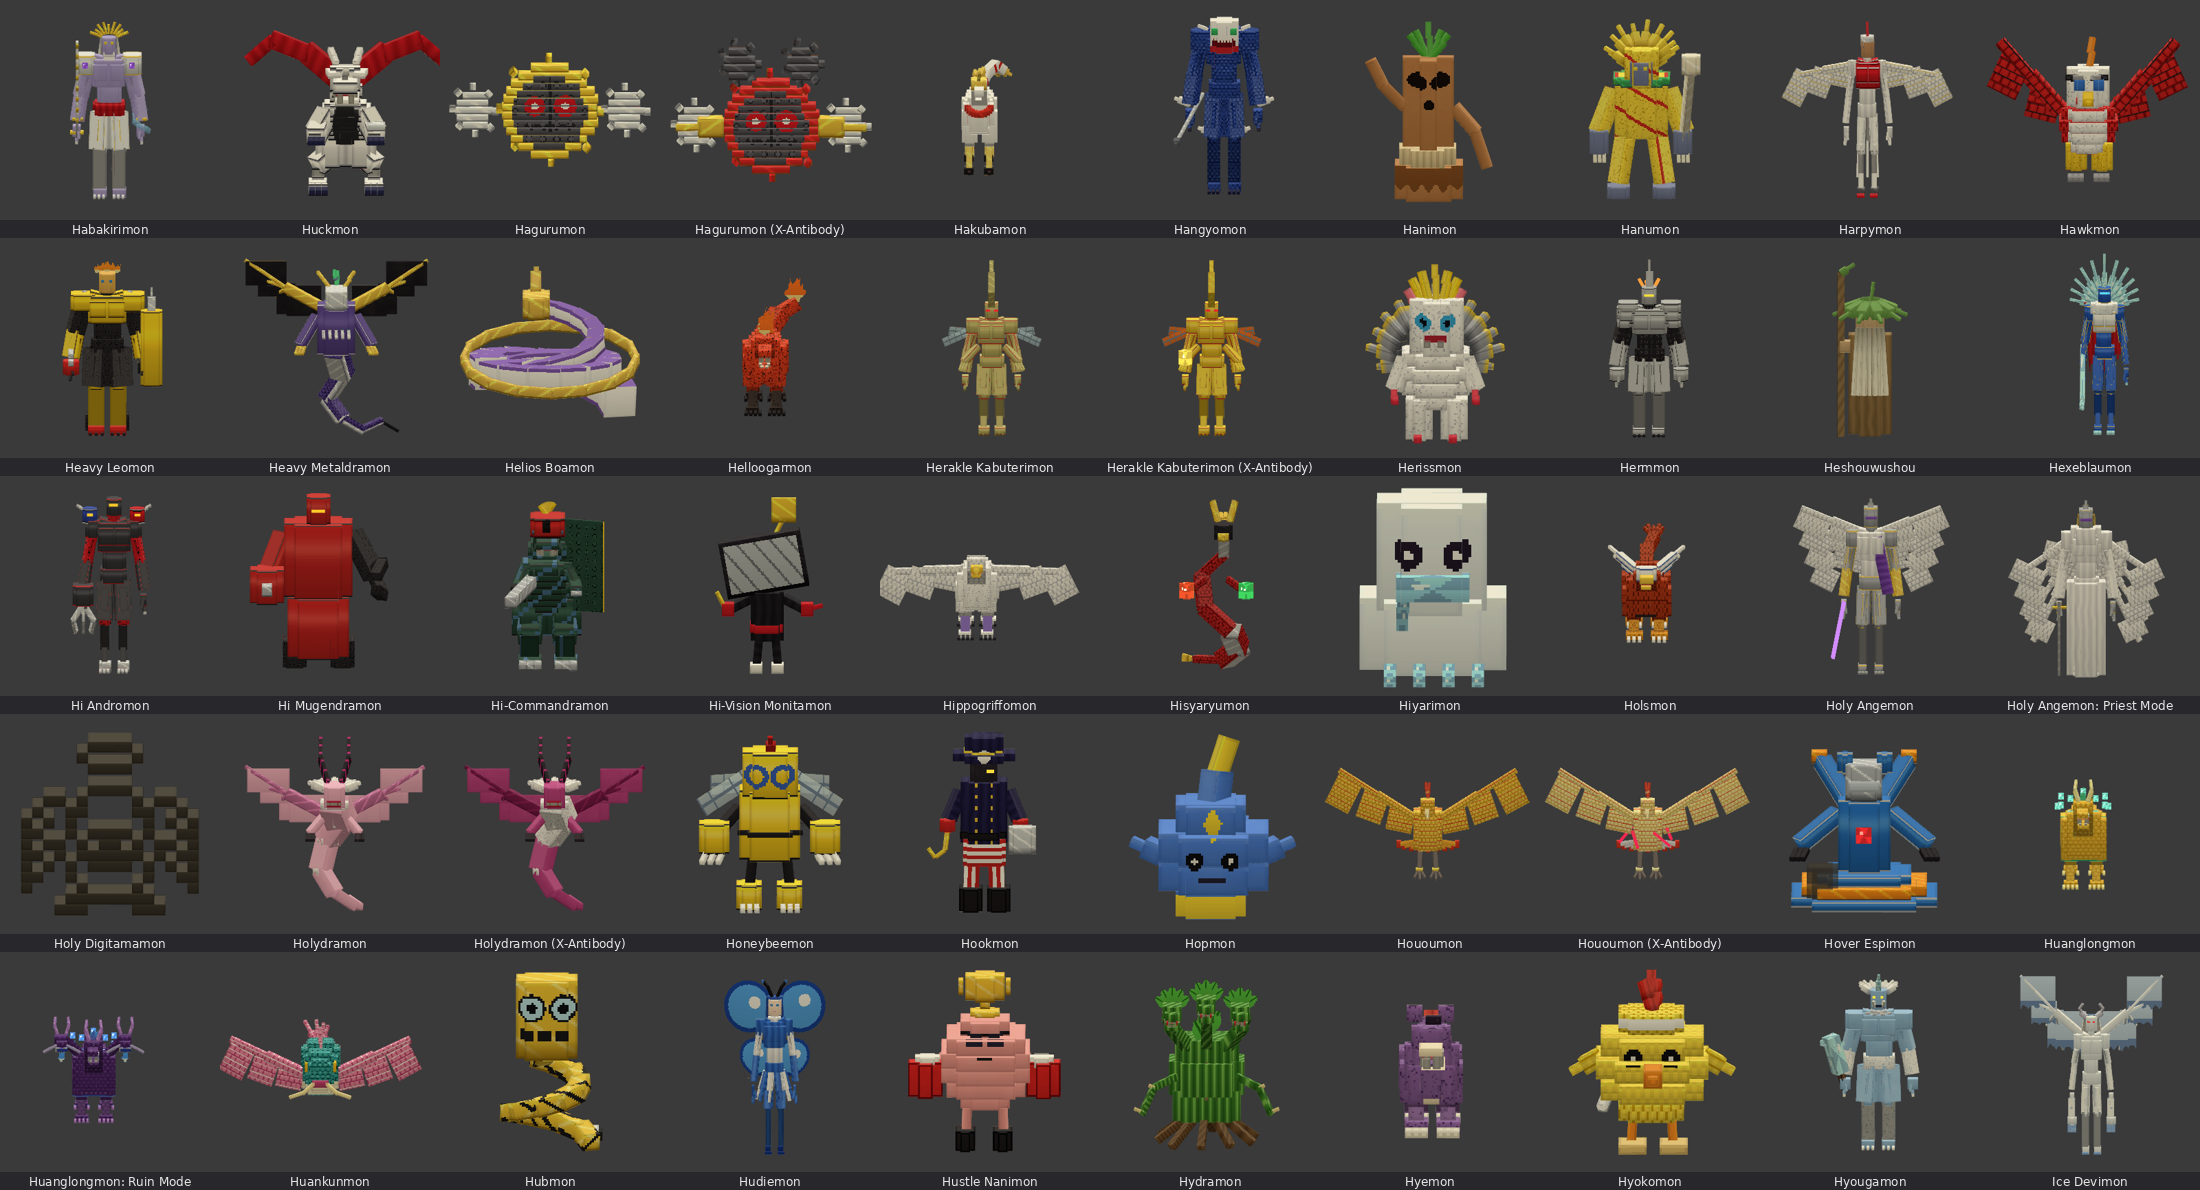 Habakirimon Huckmon Hagurumon Hagurumon (X-Antibody) Hakubamon Hangyomon Hanimon Hanumon Harpymon Hawkmon
Heavy Leomon Heavy Metaldramon Helios Boamon Helloogarmon Herakle Kabuterimon Herakle Kabuterimon (X-Antibody) Herissmon Hermmon Heshouwushou Hexeblaumon
Hi Andromon Hi Mugendramon Hi-Commandramon Hi-Vision Monitamon Hippogriffomon Hisyaryumon Hiyarimon Holsmon Holy Angemon Holy Angemon: Priest Mode
Holy Digitamamon Holydramon Holydramon (X-Antibody) Honeybeemon Hookmon Hopmon Hououmon Hououmon (X-Antibody) Hover Espimon Huanglongmon
Huanglongmon: Ruin Mode Huankunmon Hubmon Hudiemon Hustle Nanimon Hydramon Hyemon Hyokomon Hyougamon Ice Devimon